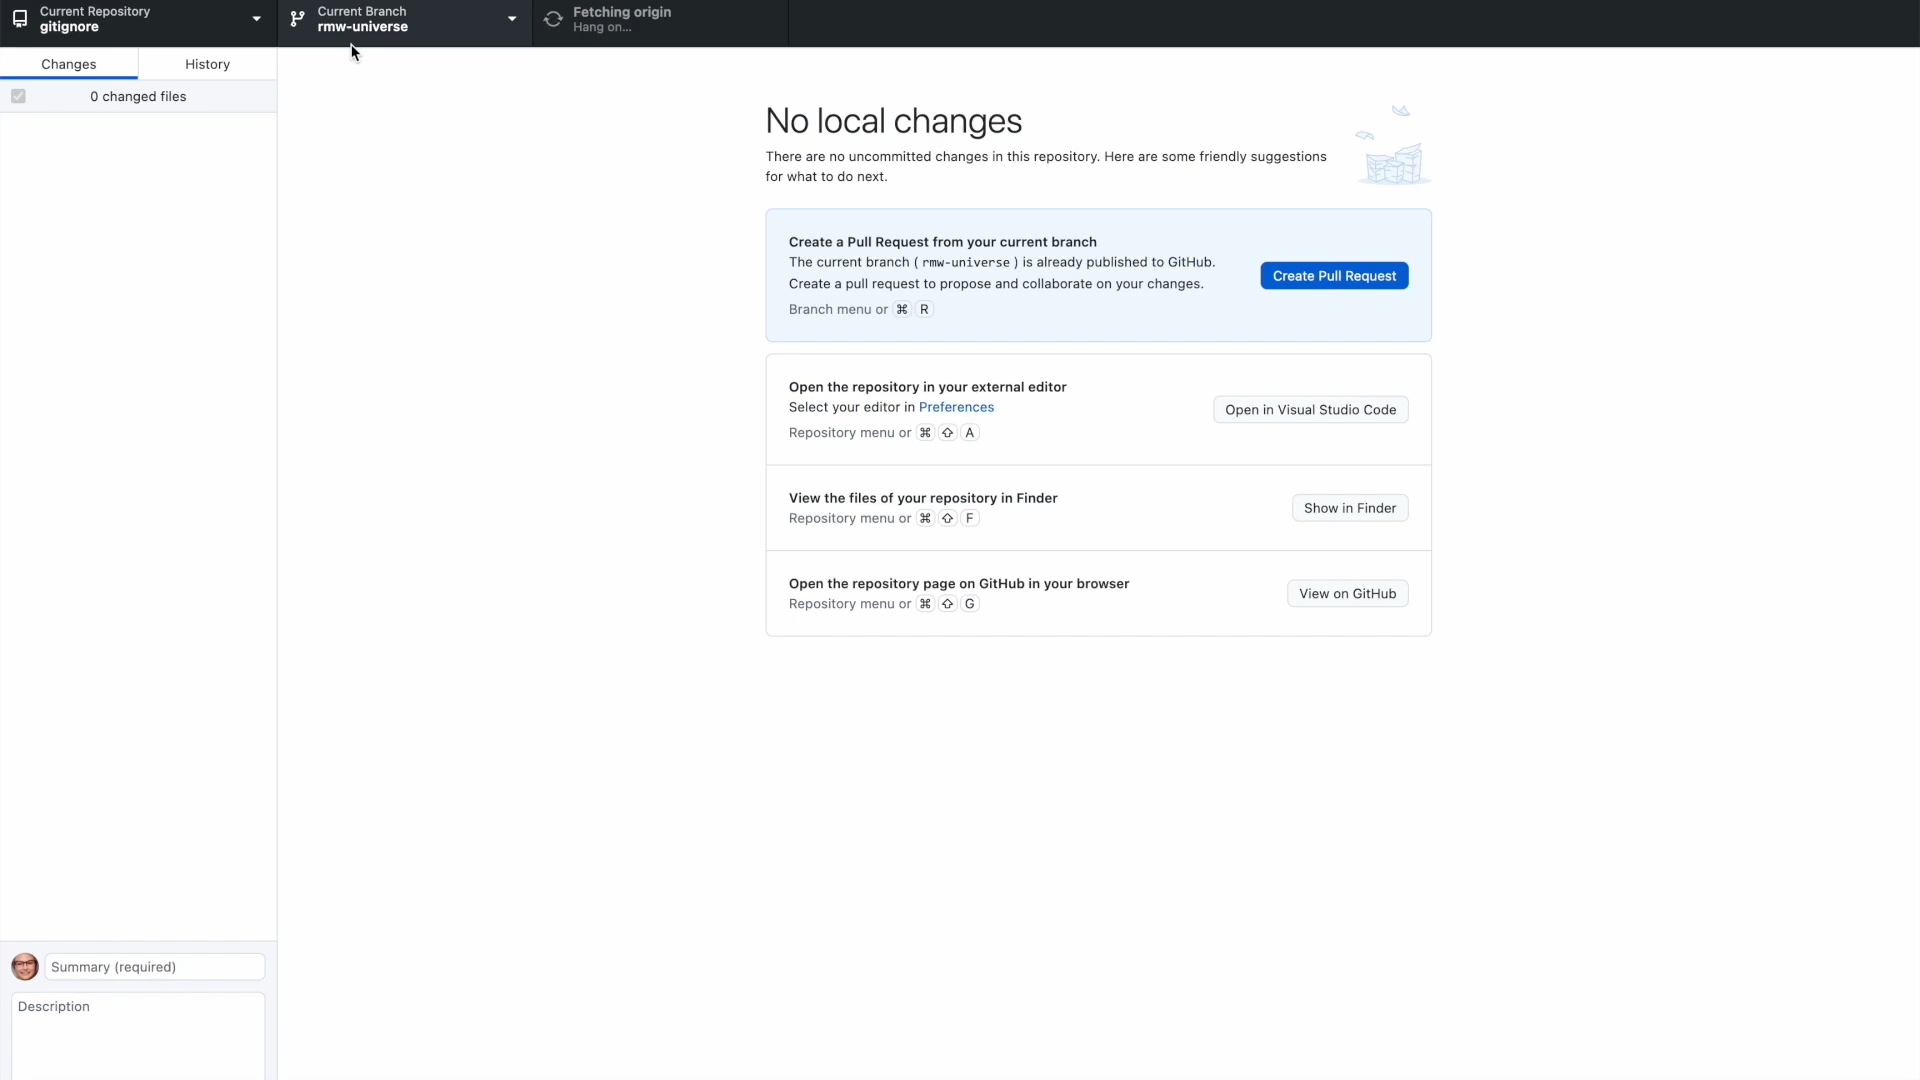 Current Repository
gitignore
Current Branch
rmw-universe
Fetching origin
Hang on...
Changes
History
0 changed files
No local changes
There are no uncommitted changes in this repository. Here are some friendly suggestions
for what to do next.
Create a Pull Request from your current branch
The current branch ( rmw-universe ) is already published to GitHub.
Create a pull request to propose and collaborate on your changes.
Branch menu or ⌘ R
Create Pull Request
Open the repository in your external editor
Select your editor in Preferences
Repository menu or ⌘ ⇧ A
Open in Visual Studio Code
View the files of your repository in Finder
Repository menu or ⌘ ⇧ F
Show in Finder
Open the repository page on GitHub in your browser
Repository menu or ⌘ ⇧ G
View on GitHub
Summary (required)
Description